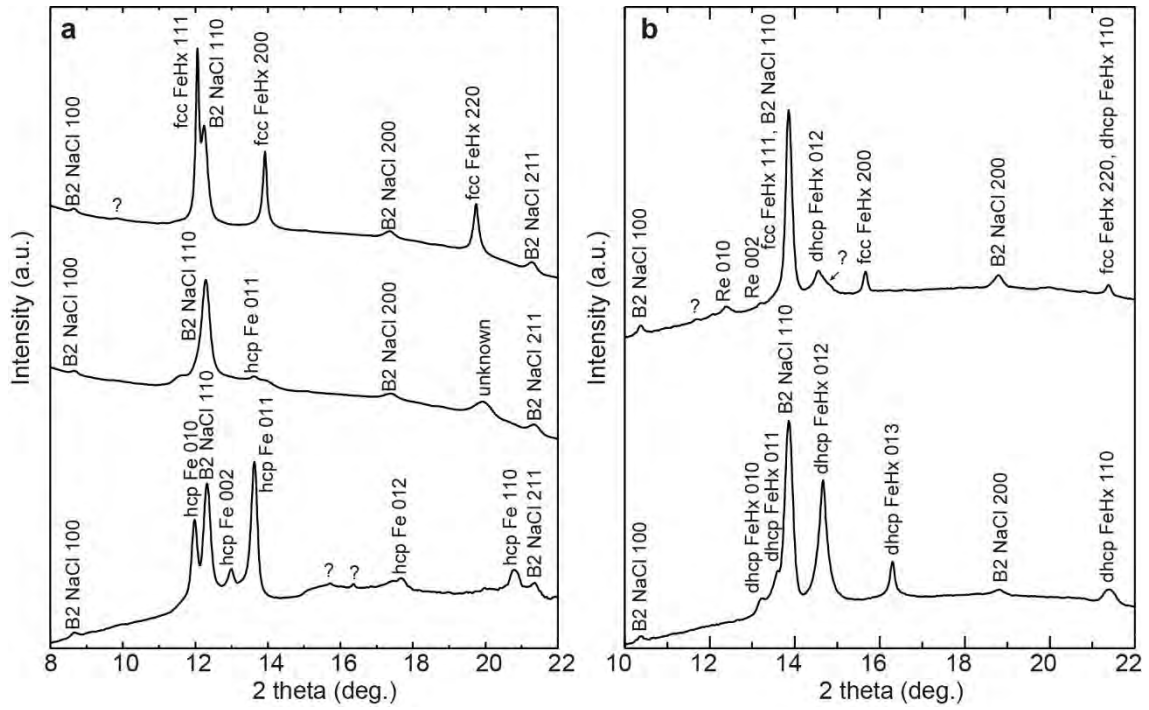 a
Intensity (a.u.)
B2 NaCl 100
?
fcc FeHx 111
B2 NaCl 110
fcc FeHx 200
B2 NaCl 200
fcc FeHx 220
B2 NaCl 211
B2 NaCl 100
B2 NaCl 110
hcp Fe 011
B2 NaCl 200
unknown
B2 NaCl 211
B2 NaCl 100
hcp Fe 010
B2 NaCl 110
hcp Fe 002
hcp Fe 011
?
?
hcp Fe 012
hcp Fe 110
B2 NaCl 211
8 10 12 14 16 18 20 22
2 theta (deg.)
b
Intensity (a.u.)
B2 NaCl 100
?
Re 010
Re 002
fcc FeHx 111, B2 NaCl 110
dhcp FeHx 012
?
fcc FeHx 200
B2 NaCl 200
fcc FeHx 220, dhcp FeHx 110
B2 NaCl 100
dhcp FeHx 010
dhcp FeHx 011
B2 NaCl 110
dhcp FeHx 012
dhcp FeHx 013
B2 NaCl 200
dhcp FeHx 110
10 12 14 16 18 20 22
2 theta (deg.)